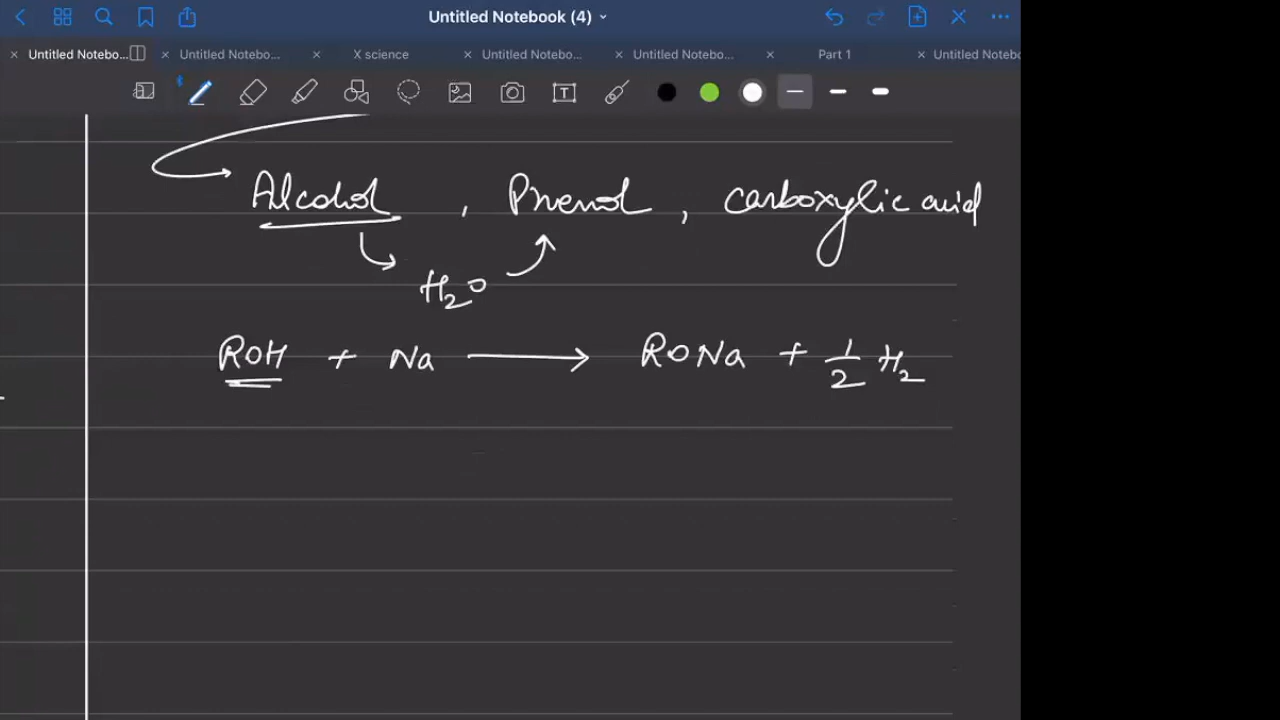 Untitled Notebook (4)
Untitled Notebo... Untitled Notebo... X science Untitled Notebo... Untitled Notebo... Part 1 Untitled Notebo
Alcohol , Phenol , carboxylic acid
H₂O
ROH + Na ⟶ RONa + 1/2 H₂